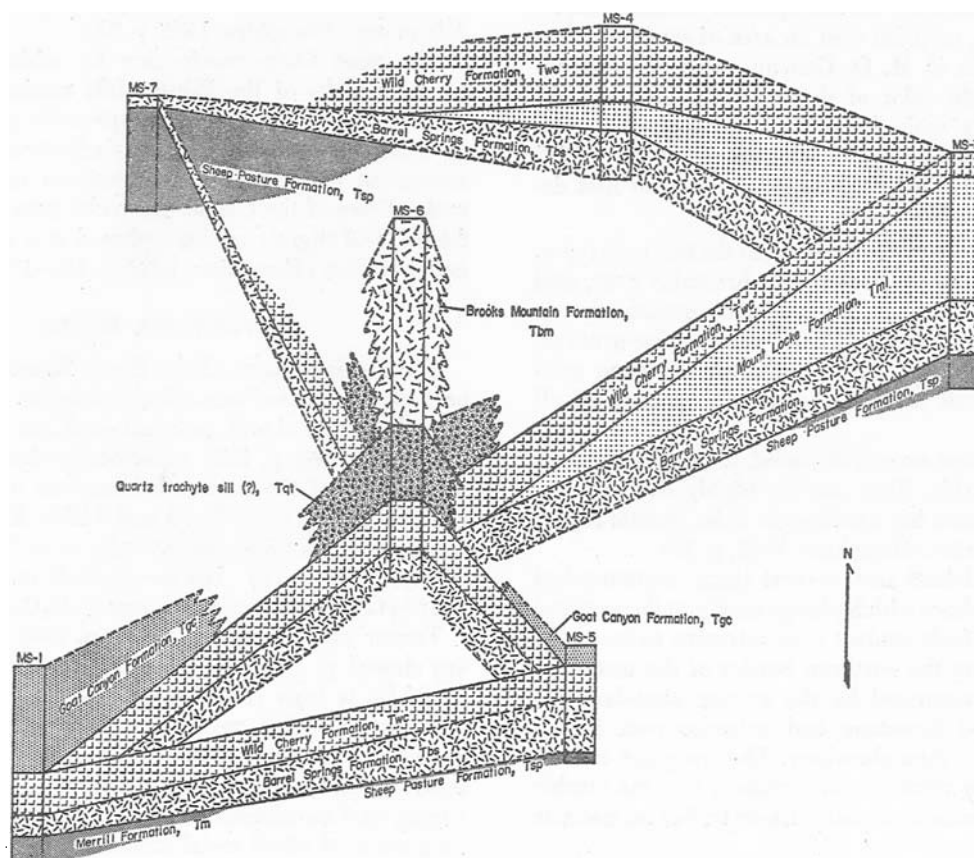 MS-4
Wild Cherry Formation, Twc
MS-7
Barrel Springs Formation, Tbs
Sheep Pasture Formation, Tsp
MS-6
Brooks Mountain Formation,
Tbm
Wild Cherry Formation, Twc
Mount Locke Formation, Tml
Barrel Springs Formation, Tbs
Sheep Pasture Formation, Tsp
Quartz trachyte sill (?), Tqt
N
Goat Canyon Formation,
Tgc
MS-5
MS-1
Goat Canyon Formation, Tgc
Wild Cherry Formation, Twc
Barrel Springs Formation, Tbs
Sheep Pasture Formation, Tsp
Merrill Formation, Tm